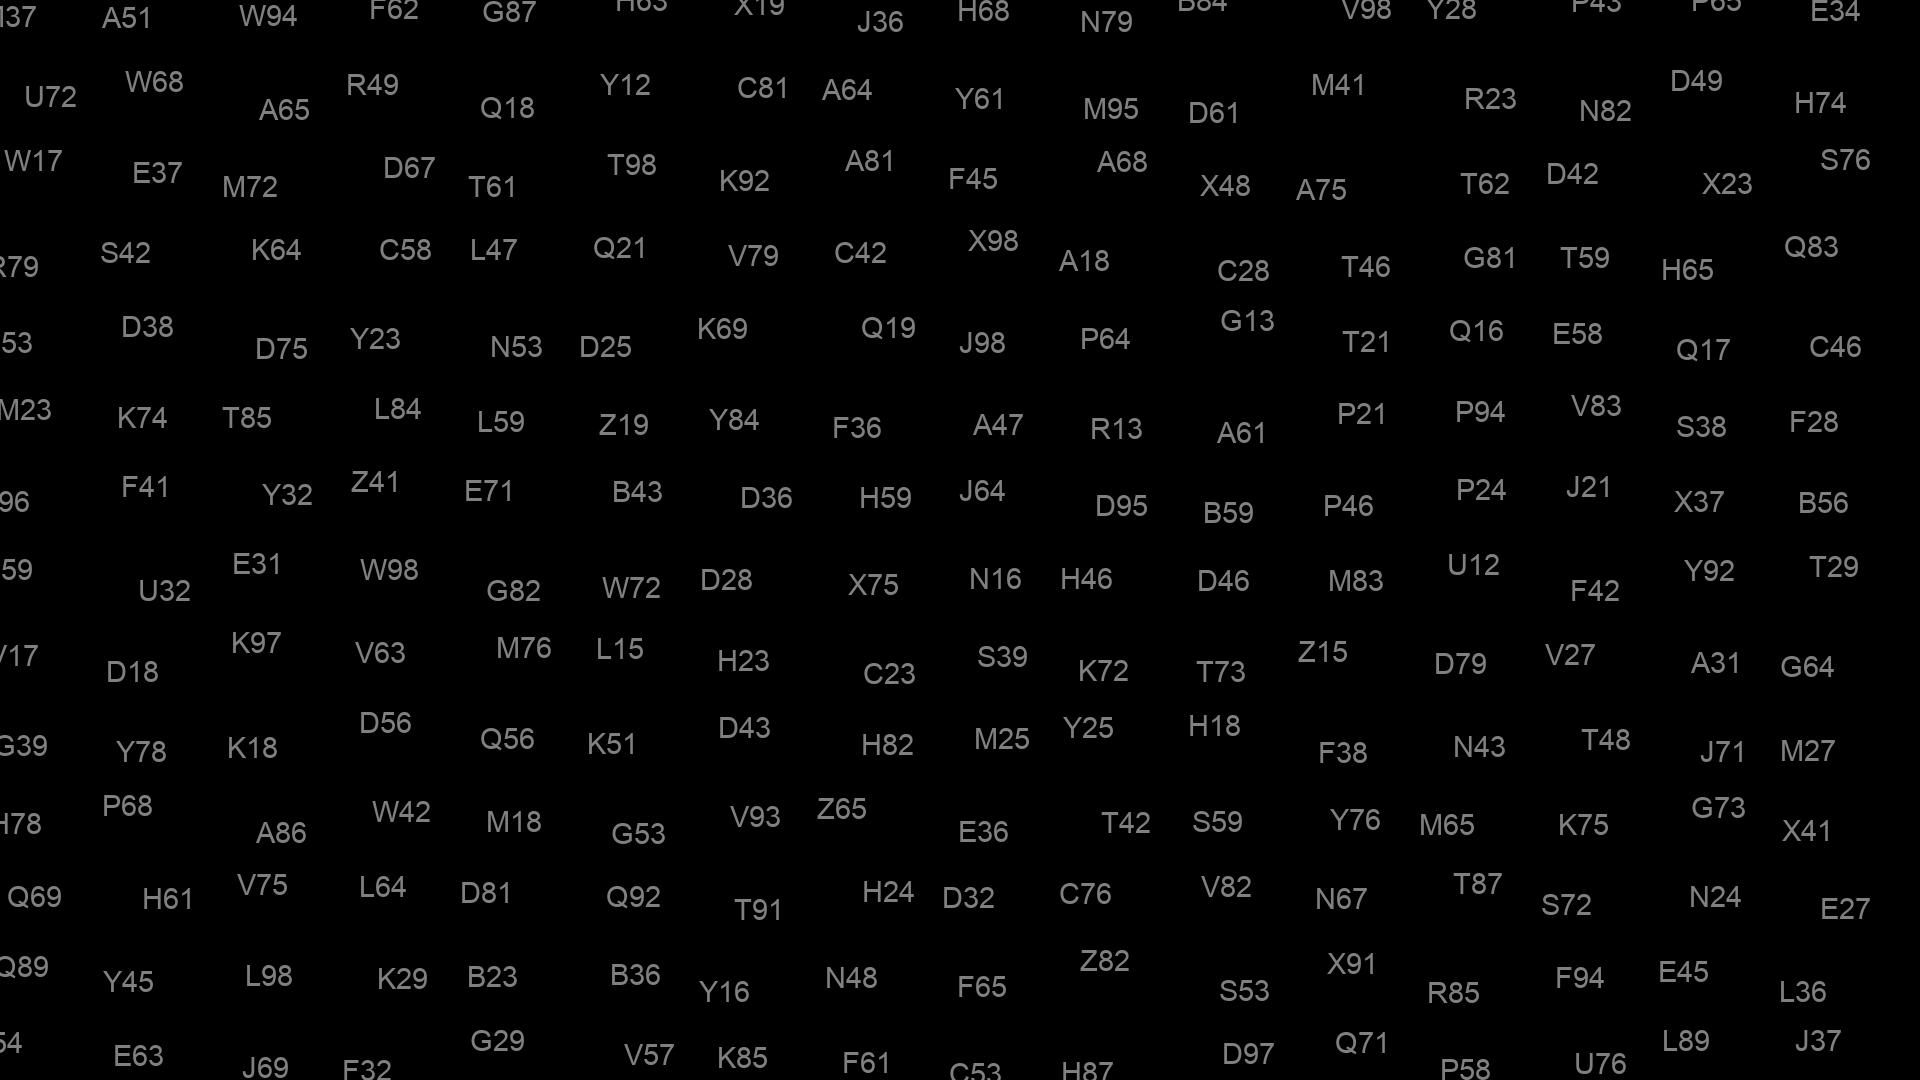 A51 W94 F62 G87 H63 X19 J36 H68 N79 B84 V98 Y28 P43 P65 E34
U72 W68 A65 R49 Q18 Y12 C81 A64 Y61 M95 D61 M41 R23 N82 D49 H74
W17 E37 M72 D67 T61 T98 K92 A81 F45 A68 X48 A75 T62 D42 X23 S76
R79 S42 K64 C58 L47 Q21 V79 C42 X98 A18 C28 T46 G81 T59 H65 Q83
53 D38 D75 Y23 N53 D25 K69 Q19 J98 P64 G13 T21 Q16 E58 Q17 C46
M23 K74 T85 L84 L59 Z19 Y84 F36 A47 R13 A61 P21 P94 V83 S38 F28
96 F41 Y32 Z41 E71 B43 D36 H59 J64 D95 B59 P46 P24 J21 X37 B56
59 U32 E31 W98 G82 W72 D28 X75 N16 H46 D46 M83 U12 F42 Y92 T29
V17 D18 K97 V63 M76 L15 H23 C23 S39 K72 T73 Z15 D79 V27 A31 G64
G39 Y78 K18 D56 Q56 K51 D43 H82 M25 Y25 H18 F38 N43 T48 J71 M27
H78 P68 A86 W42 M18 G53 V93 Z65 E36 T42 S59 Y76 M65 K75 G73 X41
Q69 H61 V75 L64 D81 Q92 T91 H24 D32 C76 V82 N67 T87 S72 N24 E27
Q89 Y45 L98 K29 B23 B36 Y16 N48 F65 Z82 S53 X91 R85 F94 E45 L36
54 E63 J69 F32 G29 V57 K85 F61 C53 H87 D97 Q71 P58 U76 L89 J37